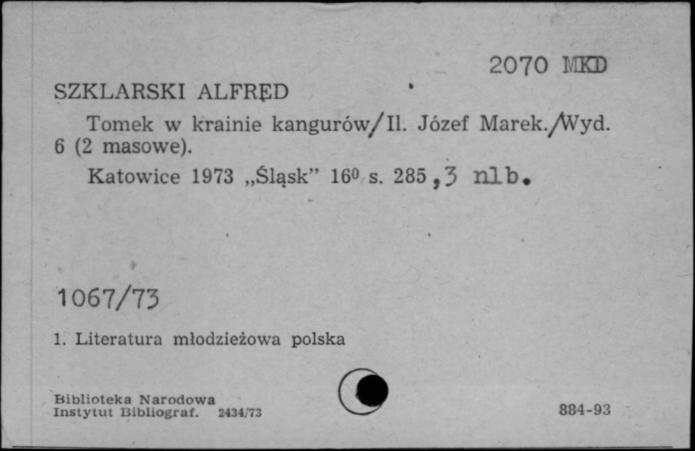 2070 MKD
SZKLARSKI ALFRED
Tomek w krainie kangurów/Il. Józef Marek./Wyd.
6 (2 masowe).
Katowice 1973 „Śląsk” 16⁰ s. 285,3 nlb.
1067/73
1. Literatura młodzieżowa polska
Biblioteka Narodowa
Instytut Bibliograf. 2434/73
884-93